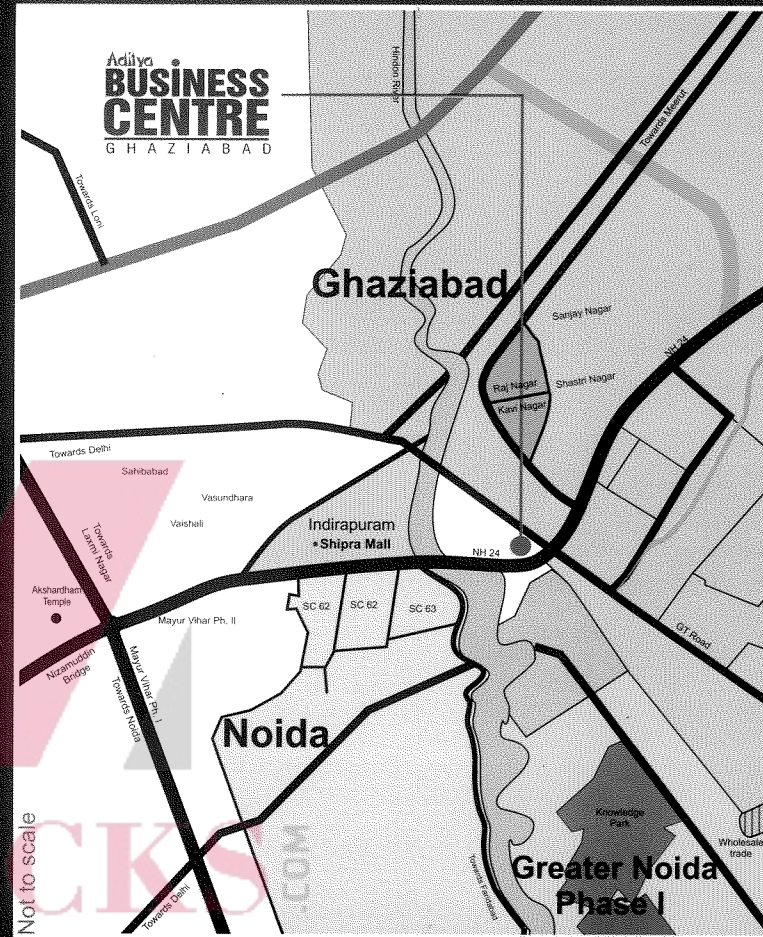 Aditya
BUSINESS
CENTRE
GHAZIABAD
Hindon River
Towards Meerut
Towards Loni
Ghaziabad
Sanjay Nagar
NH 24
Raj Nagar
Shastri Nagar
Kavi Nagar
Towards Delhi
Sahibabad
Vasundhara
Vaishali
Towards
Laxmi Nagar
Indirapuram
Shipra Mall
NH 24
Akshardham
Temple
SC 62
SC 62
SC 63
Mayur Vihar Ph. II
GT Road
Nizamuddin
Bridge
Mayur Vihar Ph. I
Towards Noida
Noida
Knowledge
Park
Wholesale
trade
Not to scale
Greater Noida
Phase I
Towards Faridabad
Towards Delhi
CKS
.COM